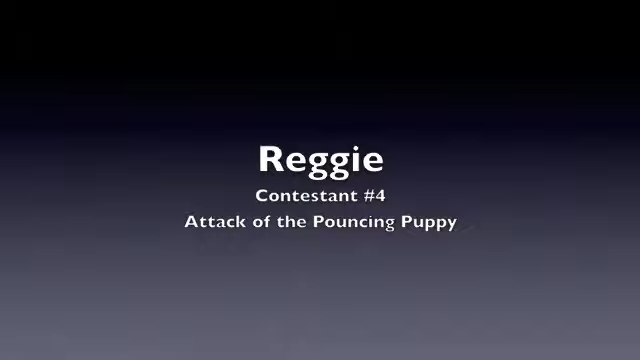 Reggie
Contestant #4
Attack of the Pouncing Puppy